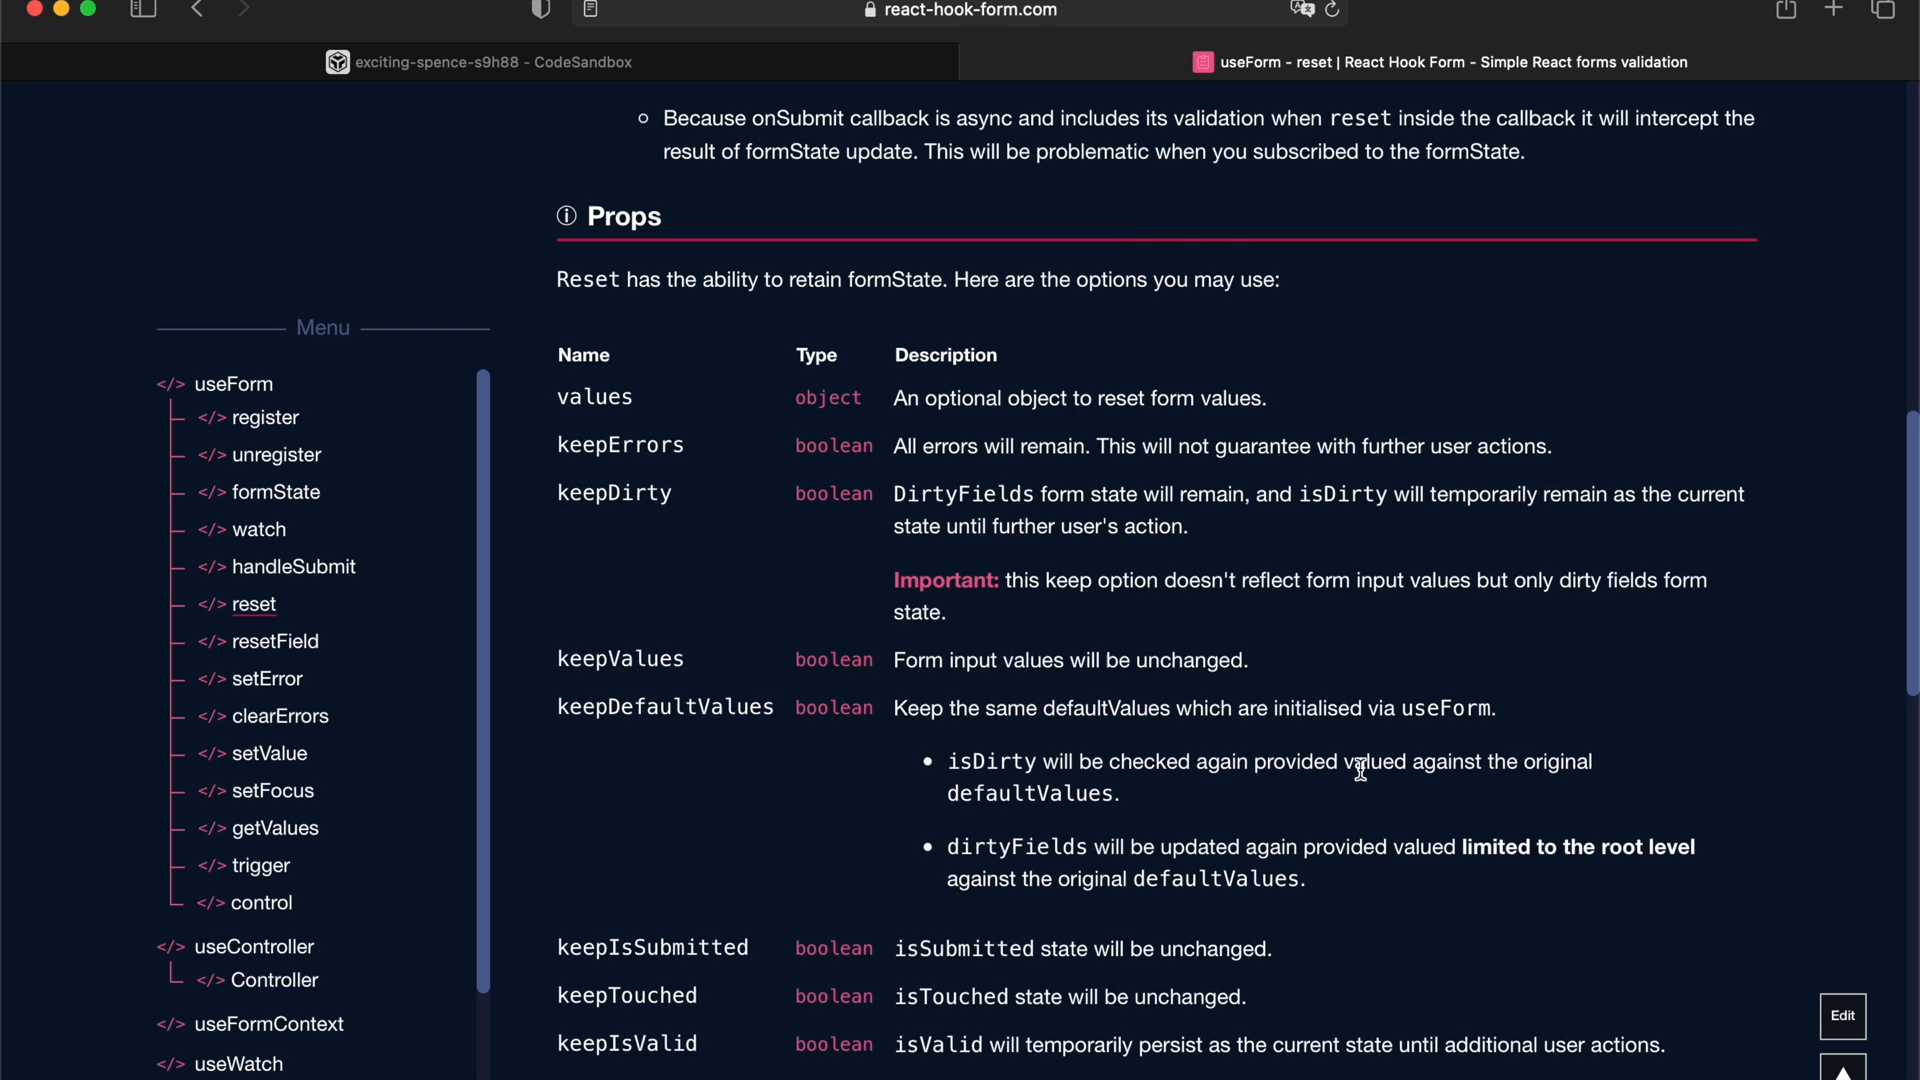 react-hook-form.com
exciting-spence-s9h88 - CodeSandbox
useForm - reset | React Hook Form - Simple React forms validation
Because onSubmit callback is async and includes its validation when reset inside the callback it will intercept the
result of formState update. This will be problematic when you subscribed to the formState.
Props
Reset has the ability to retain formState. Here are the options you may use:
Menu
</> useForm
</> register
</> unregister
</> formState
</> watch
</> handleSubmit
</> reset
</> resetField
</> setError
</> clearErrors
</> setValue
</> setFocus
</> getValues
</> trigger
</> control
</> useController
</> Controller
</> useFormContext
</> useWatch
Name Type Description
values object An optional object to reset form values.
keepErrors boolean All errors will remain. This will not guarantee with further user actions.
keepDirty boolean DirtyFields form state will remain, and isDirty will temporarily remain as the current
state until further user's action.
Important: this keep option doesn't reflect form input values but only dirty fields form
state.
keepValues boolean Form input values will be unchanged.
keepDefaultValues boolean Keep the same defaultValues which are initialised via useForm.
isDirty will be checked again provided valued against the original
defaultValues.
dirtyFields will be updated again provided valued limited to the root level
against the original defaultValues.
keepIsSubmitted boolean isSubmitted state will be unchanged.
keepTouched boolean isTouched state will be unchanged.
keepIsValid boolean isValid will temporarily persist as the current state until additional user actions.
Edit